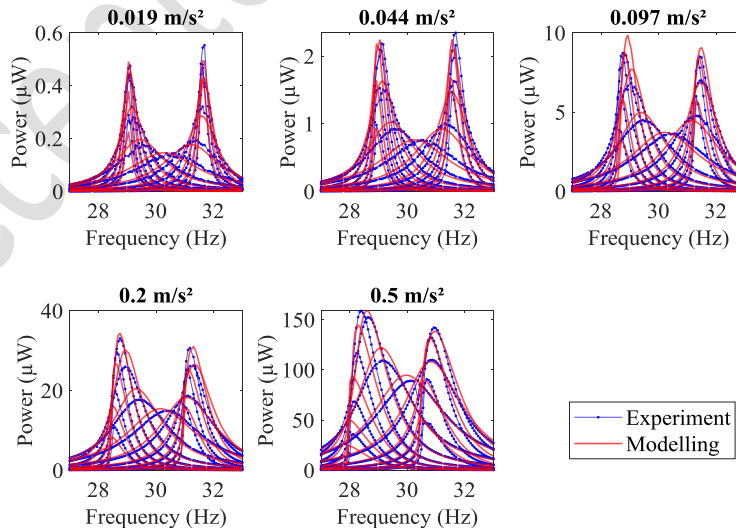 0.019 m/s² 0.044 m/s² 0.097 m/s²
0.6 2 10
0.4
0.2 1 5
0 0 0
Power (µW) Power (µW) Power (µW)
28 30 32 28 30 32 28 30 32
Frequency (Hz) Frequency (Hz) Frequency (Hz)
0.2 m/s² 0.5 m/s²
40 150
20 100
50
0 0
Power (µW) Power (µW)
28 30 32 28 30 32
Frequency (Hz) Frequency (Hz)
Experiment
Modelling